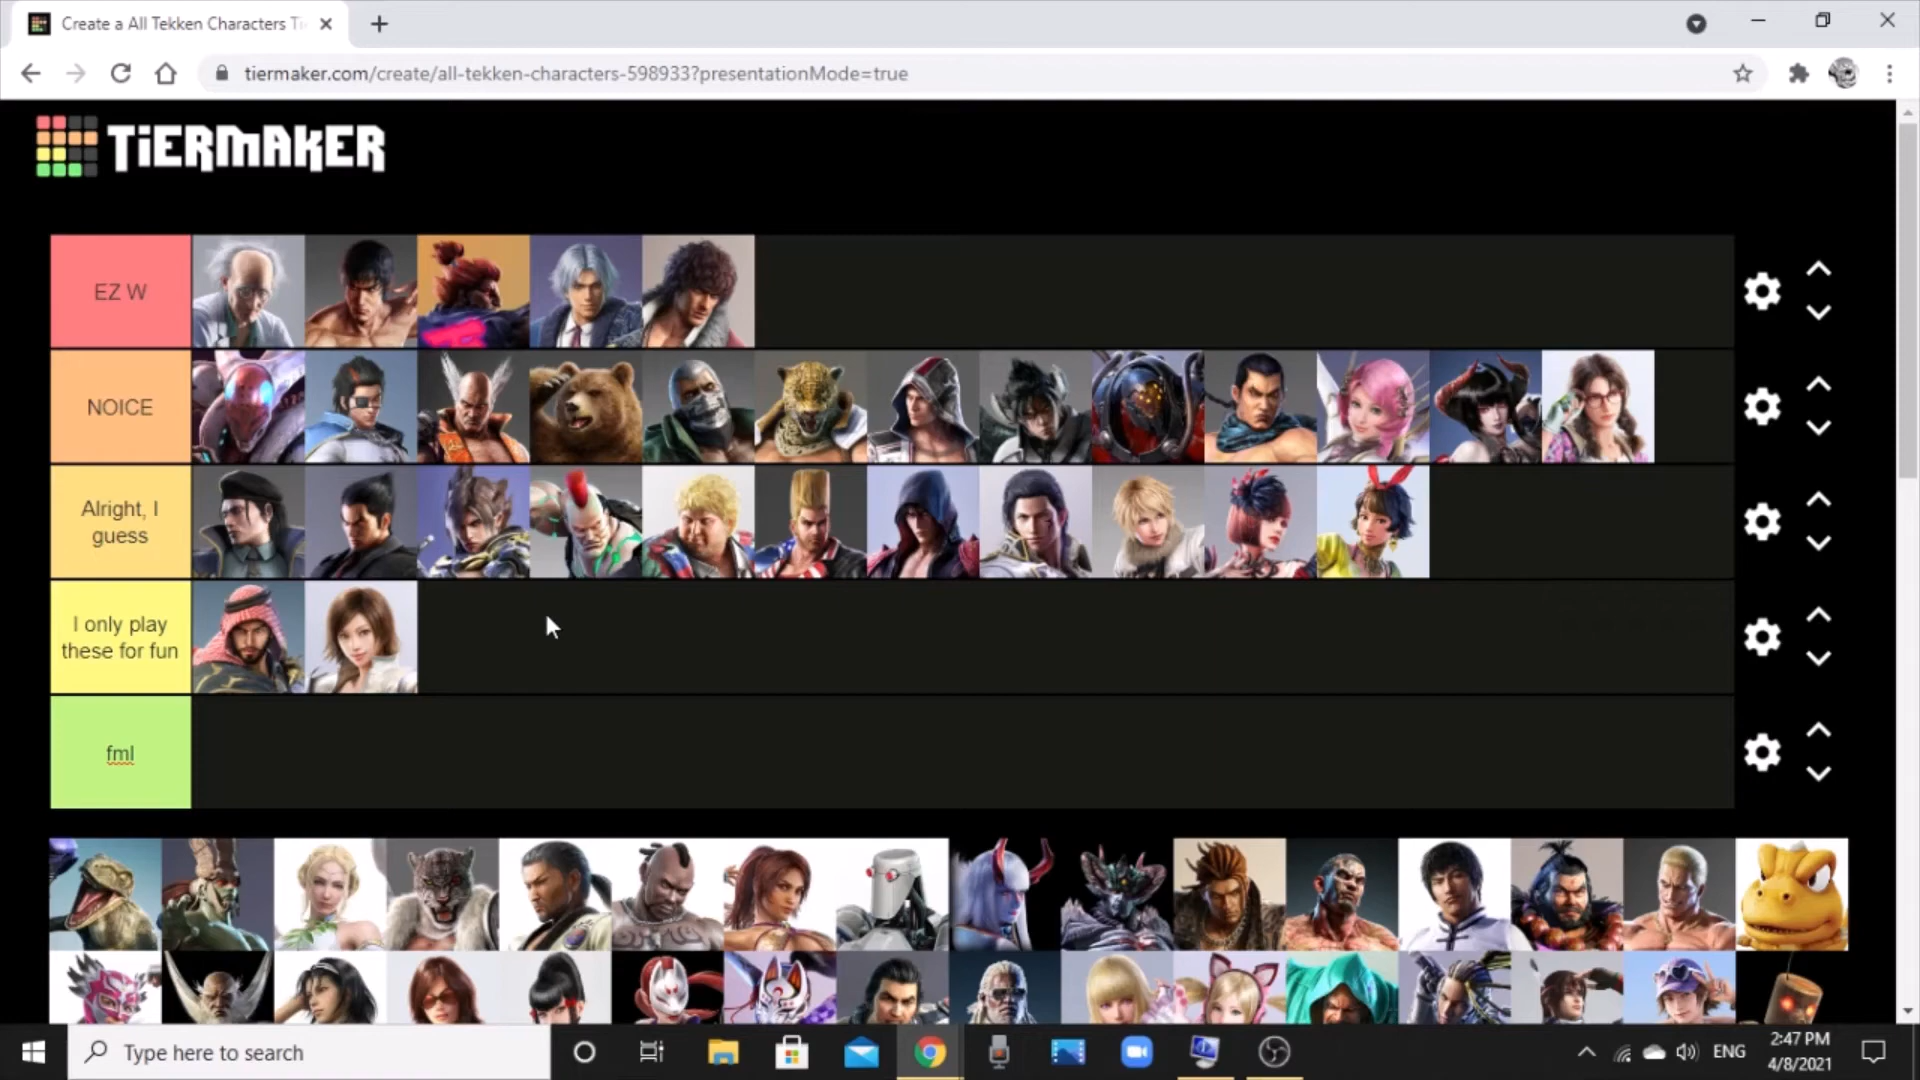 Create a All Tekken Characters Ti
tiermaker.com/create/all-tekken-characters-598933?presentationMode=true
TiERMAKER
EZ W
NOICE
Alright, I
guess
I only play
these for fun
fml
Type here to search
ENG
2:47 PM
4/8/2021